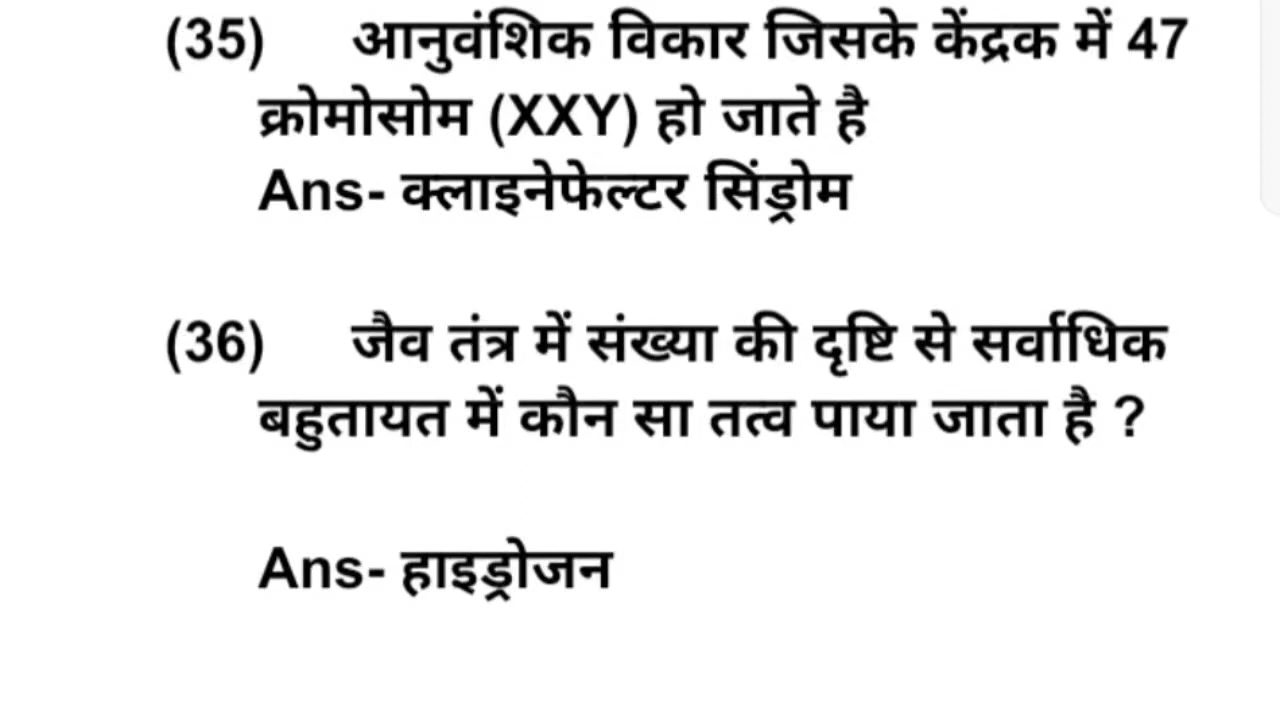 (35) आनुवंशिक विकार जिसके केंद्रक में 47
क्रोमोसोम (XXY) हो जाते है
Ans- क्लाइनेफेल्टर सिंड्रोम
(36) जैव तंत्र में संख्या की दृष्टि से सर्वाधिक
बहुतायत में कौन सा तत्व पाया जाता है ?
Ans- हाइड्रोजन